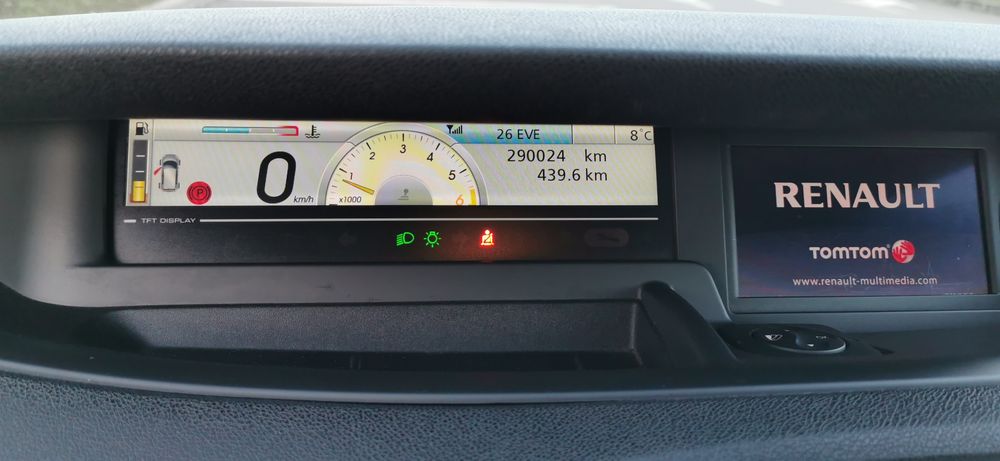 26 EVE
8°C
290024 km
439.6 km
0
km/h
1
2
3
4
5
6
x1000
P
TFT DISPLAY
RENAULT
TOMTOM
www.renault-multimedia.com